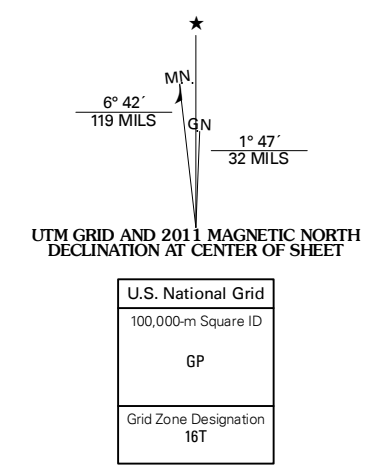 ★
MN
6° 42´
119 MILS
GN
1° 47´
32 MILS
UTM GRID AND 2011 MAGNETIC NORTH
DECLINATION AT CENTER OF SHEET
U.S. National Grid
100,000-m Square ID
GP
Grid Zone Designation
16T